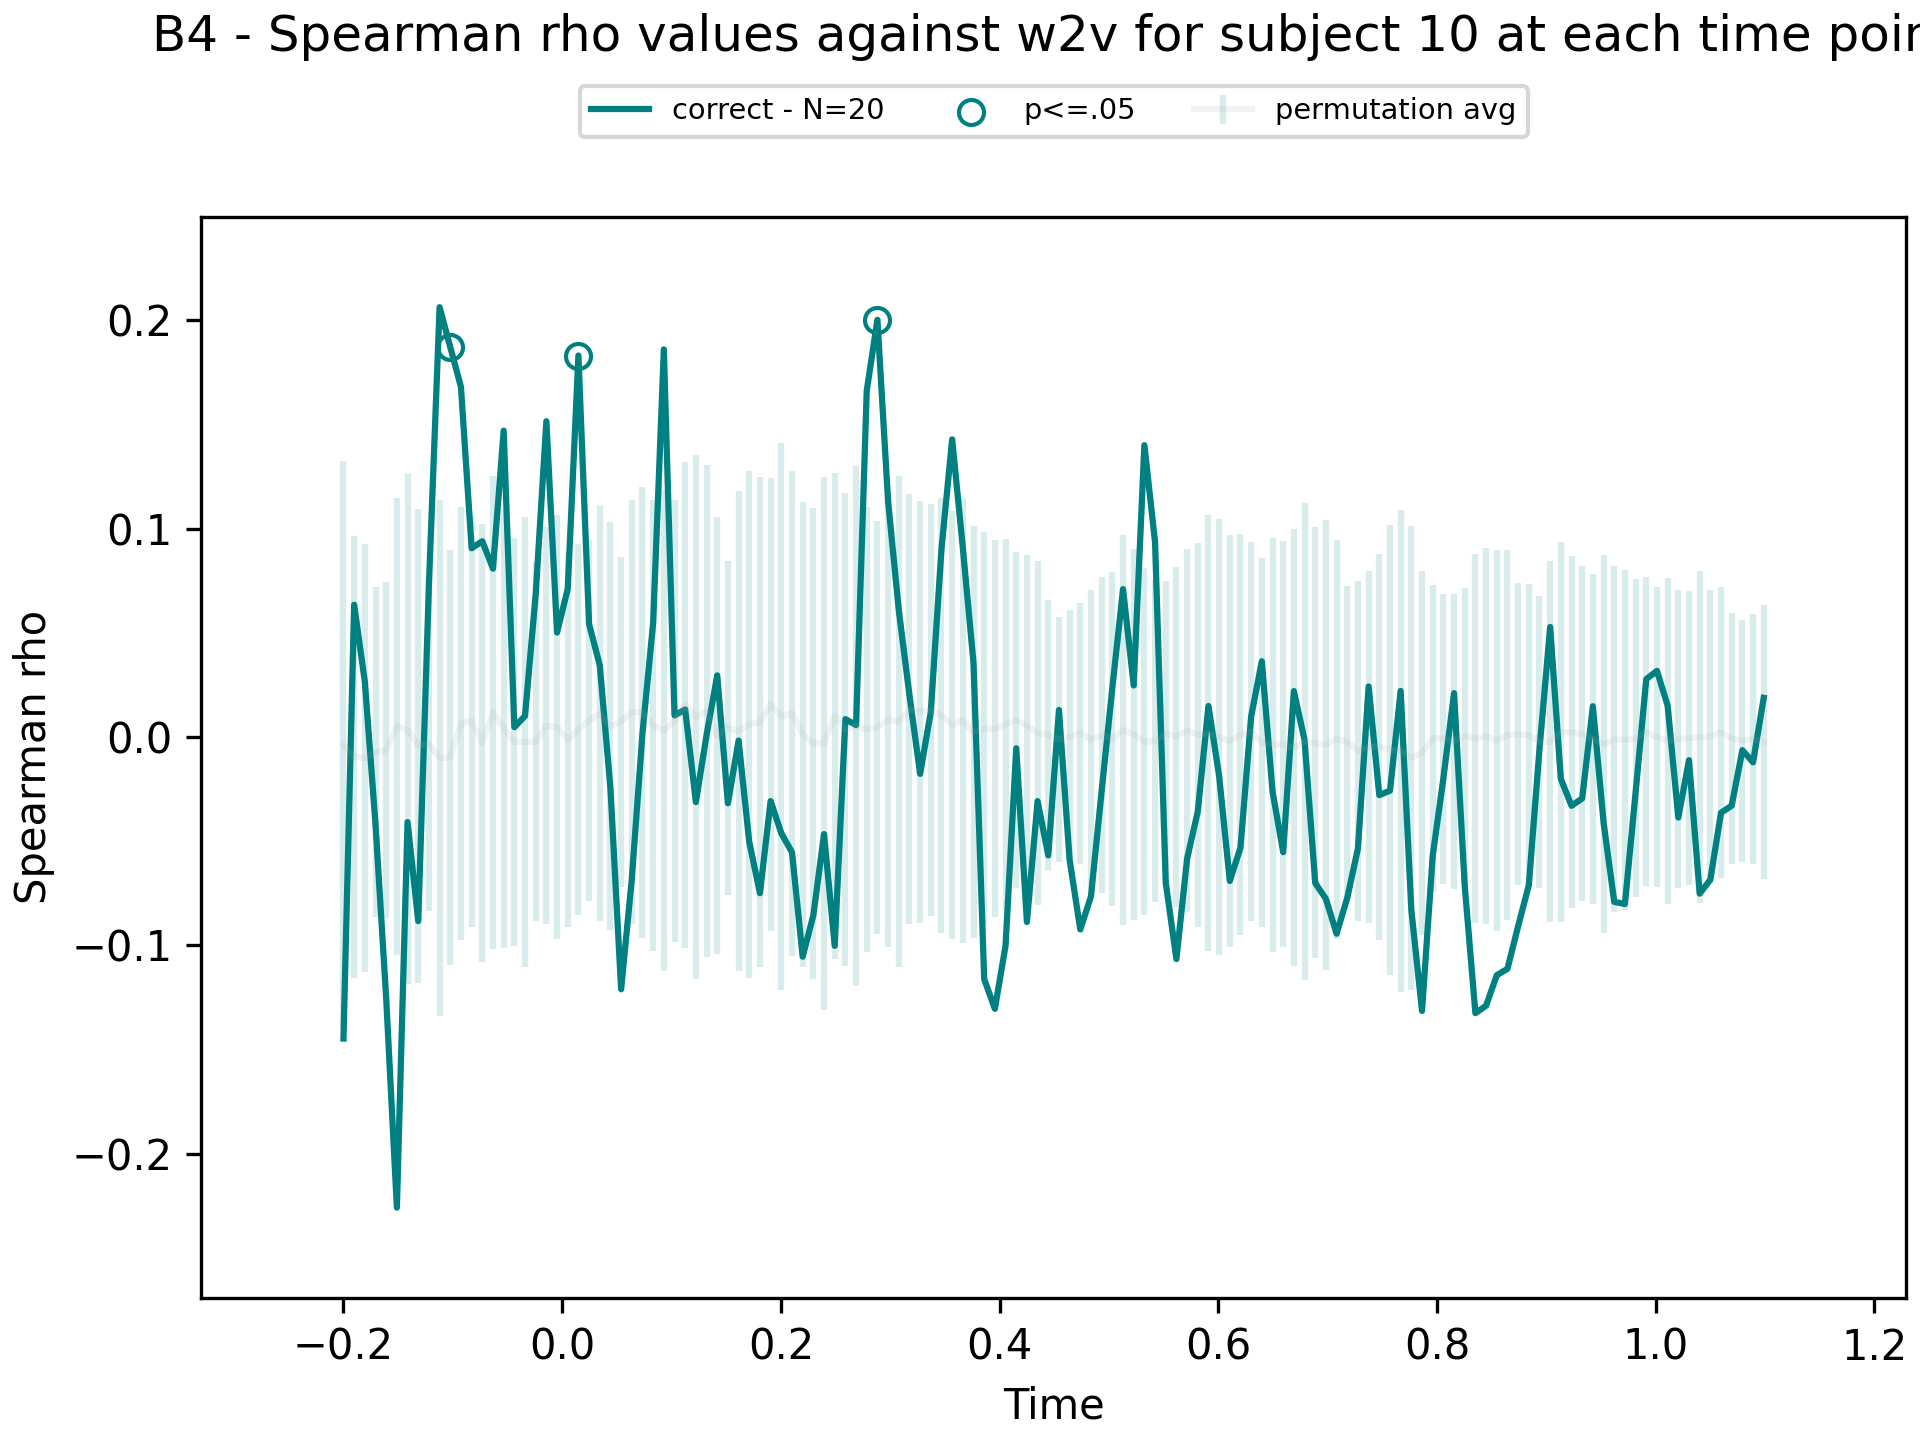 B4 - Spearman rho values against w2v for subject 10 at each time
correct - N=20 p<=.05 permutation avg
Spearman rho
0.2
0.1
0.0
−0.1
−0.2
−0.2 0.0 0.2 0.4 0.6 0.8 1.0 1.2
Time